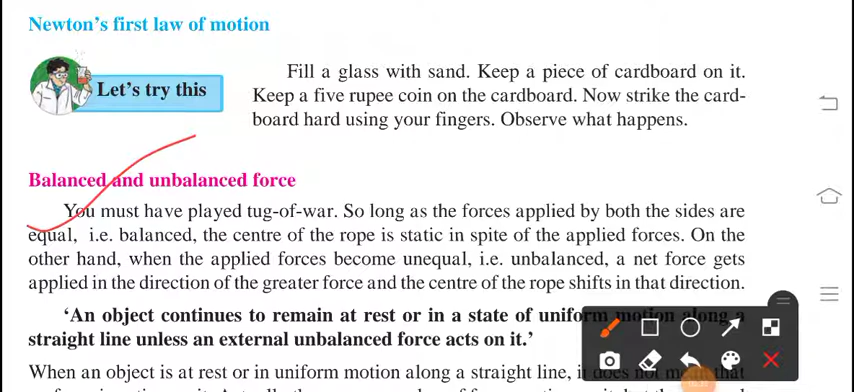 Newton's first law of motion
Let's try this
Fill a glass with sand. Keep a piece of cardboard on it.
Keep a five rupee coin on the cardboard. Now strike the card-
board hard using your fingers. Observe what happens.
Balanced and unbalanced force
You must have played tug-of-war. So long as the forces applied by both the sides are
equal, i.e. balanced, the centre of the rope is static in spite of the applied forces. On the
other hand, when the applied forces become unequal, i.e. unbalanced, a net force gets
applied in the direction of the greater force and the centre of the rope shifts in that direction.
'An object continues to remain at rest or in a state of uniform motion along a
straight line unless an external unbalanced force acts on it.'
When an object is at rest or in uniform motion along a straight line, it does not mean that